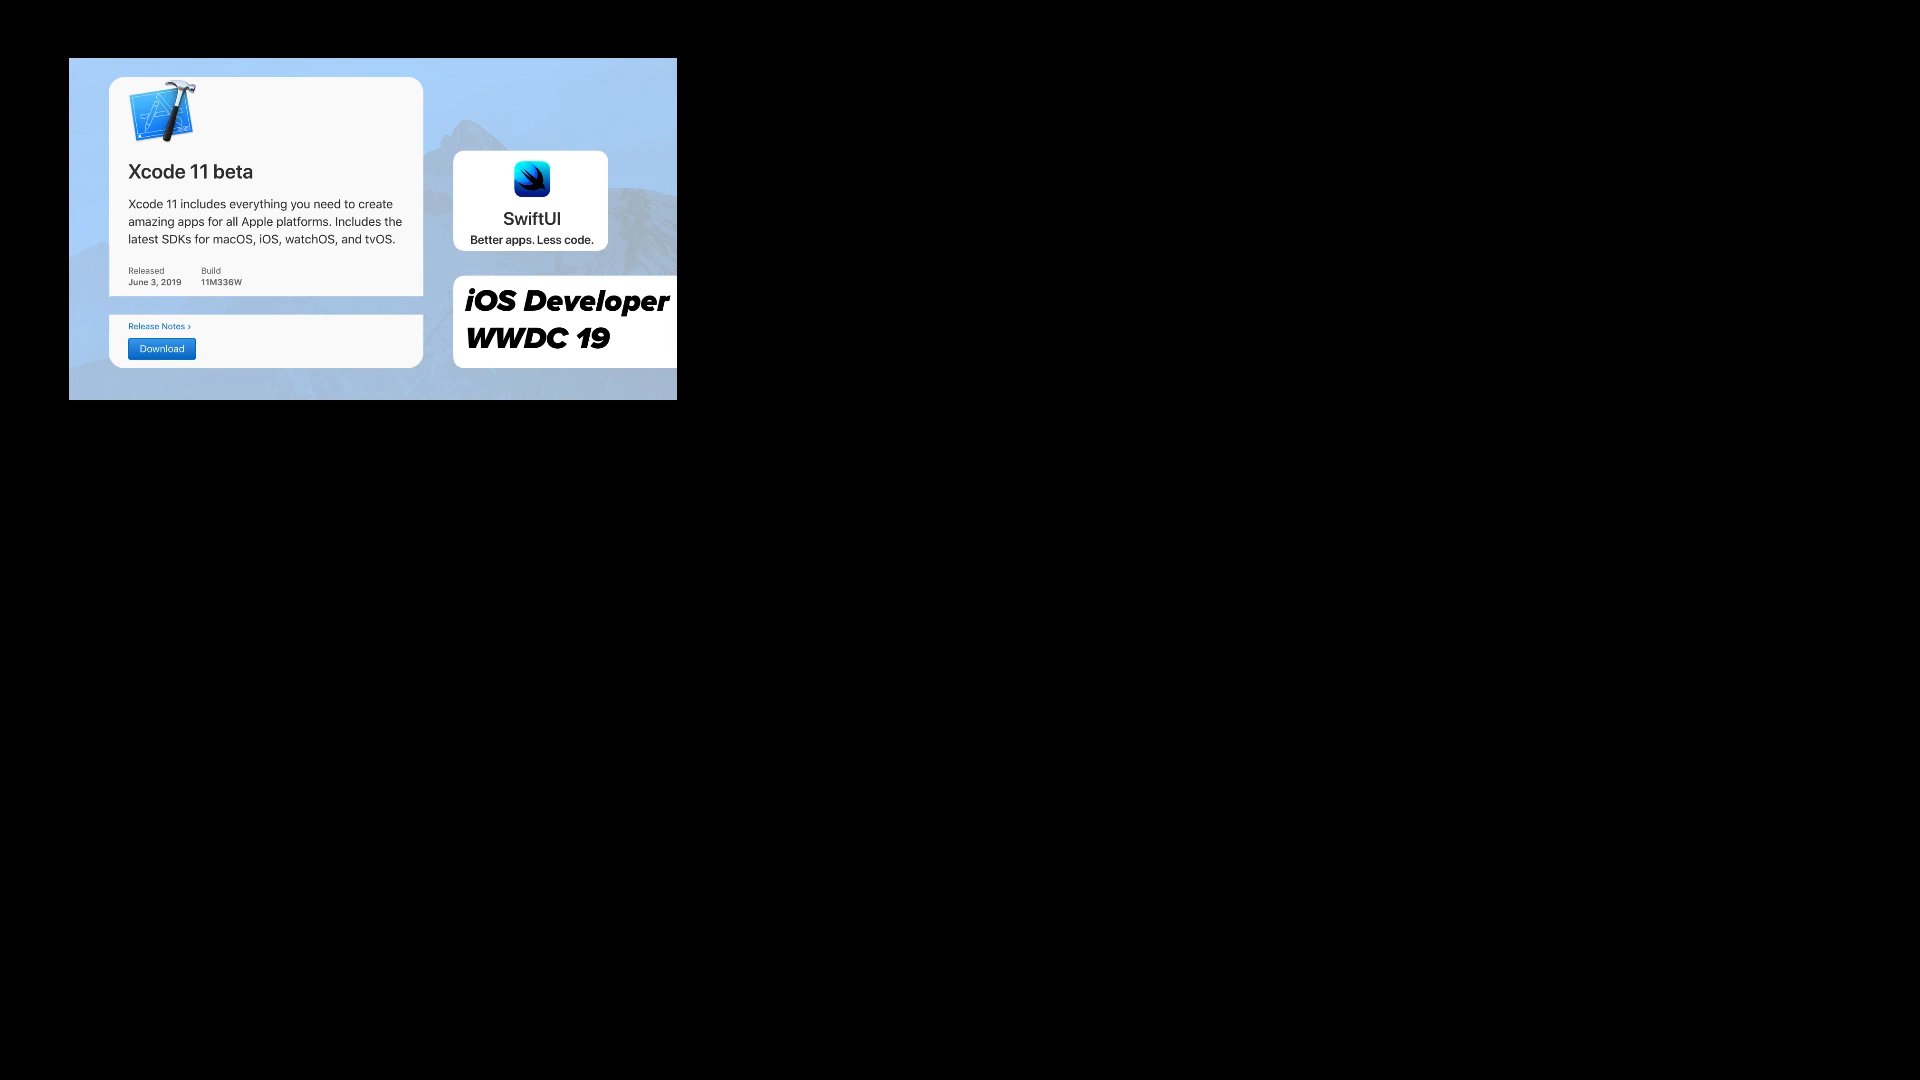 Xcode 11 beta
Xcode 11 includes everything you need to create
amazing apps for all Apple platforms. Includes the
latest SDKs for macOS, iOS, watchOS, and tvOS.
Released Build
June 3, 2019 11M336W
Release Notes ›
Download
SwiftUI
Better apps. Less code.
iOS Developer
WWDC 19